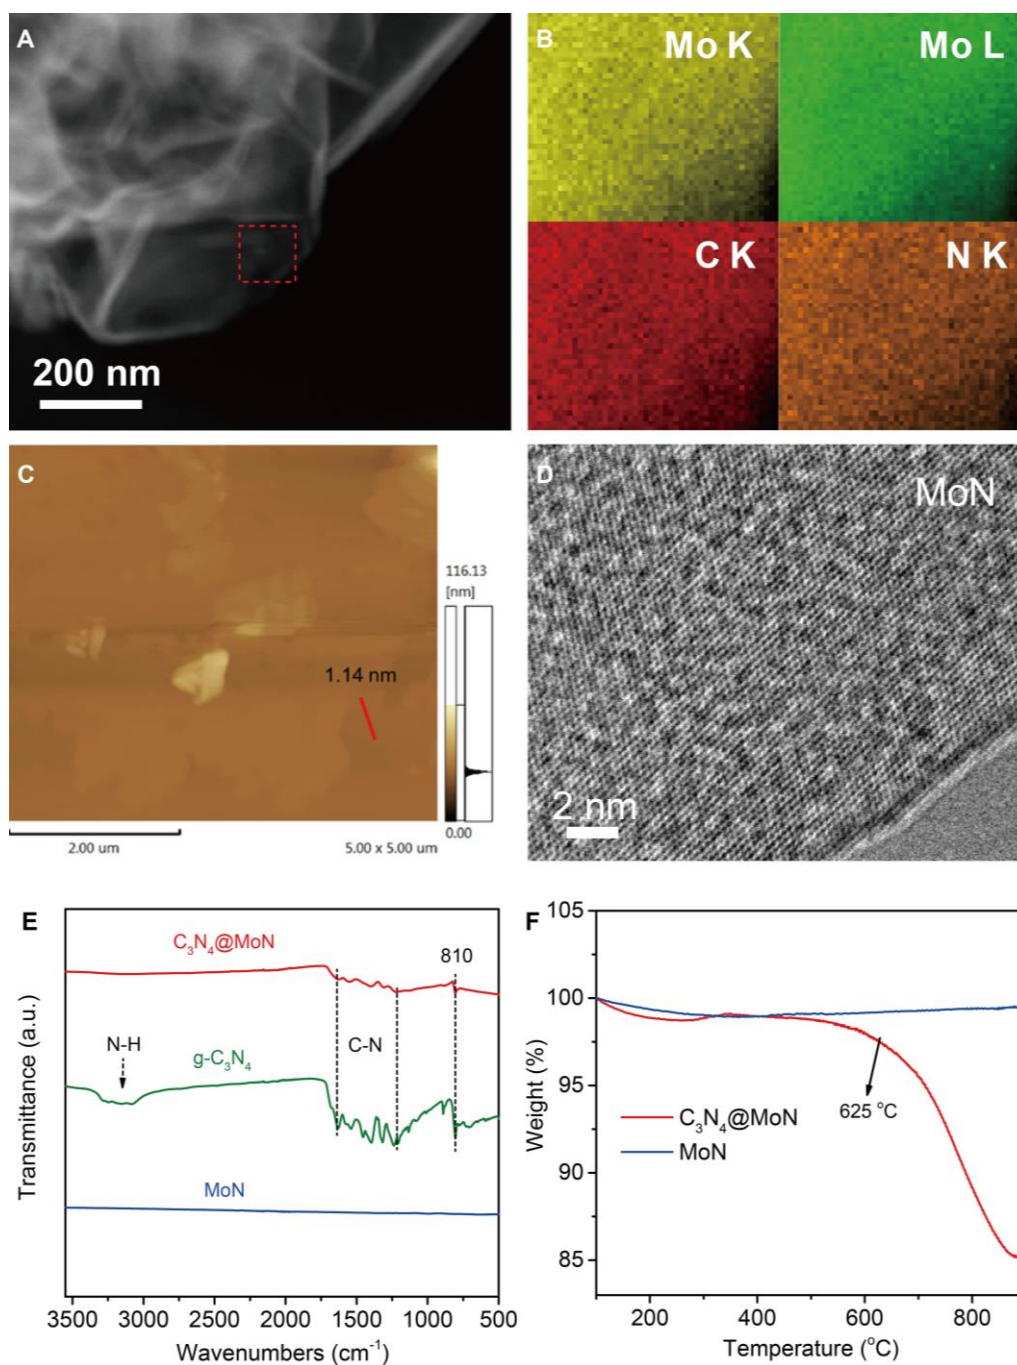 A
200 nm
B
Mo K
Mo L
C K
N K
C
1.14 nm
116.13
[nm]
0.00
2.00 um
5.00 x 5.00 um
D
MoN
2 nm
E
C₃N₄@MoN
810
N-H
C-N
g-C₃N₄
MoN
Transmittance (a.u.)
3500 3000 2500 2000 1500 1000 500
Wavenumbers (cm⁻¹)
F
105
100
95
90
85
Weight (%)
625 °C
C₃N₄@MoN
MoN
200 400 600 800
Temperature (°C)